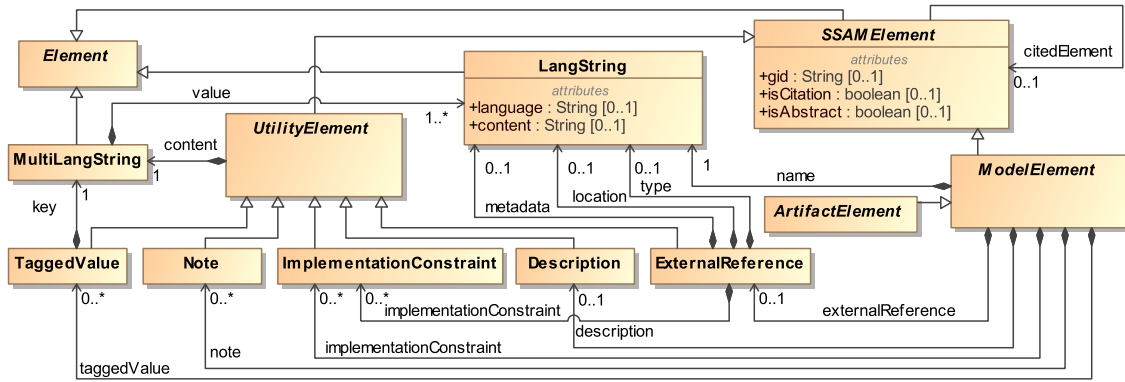 Element
SSAMElement
attributes
+gid : String [0..1]
+isCitation : boolean [0..1]
+isAbstract : boolean [0..1]
citedElement
0..1
LangString
attributes
+language : String [0..1]
+content : String [0..1]
value
1..*
UtilityElement
content
1
MultiLangString
1
key
0..1
0..1
0..1
1
type
location
metadata
name
ModelElement
ArtifactElement
TaggedValue
Note
ImplementationConstraint
Description
ExternalReference
0..*
0..*
0..*
0..*
0..1
0..1
implementationConstraint
externalReference
description
note
implementationConstraint
taggedValue